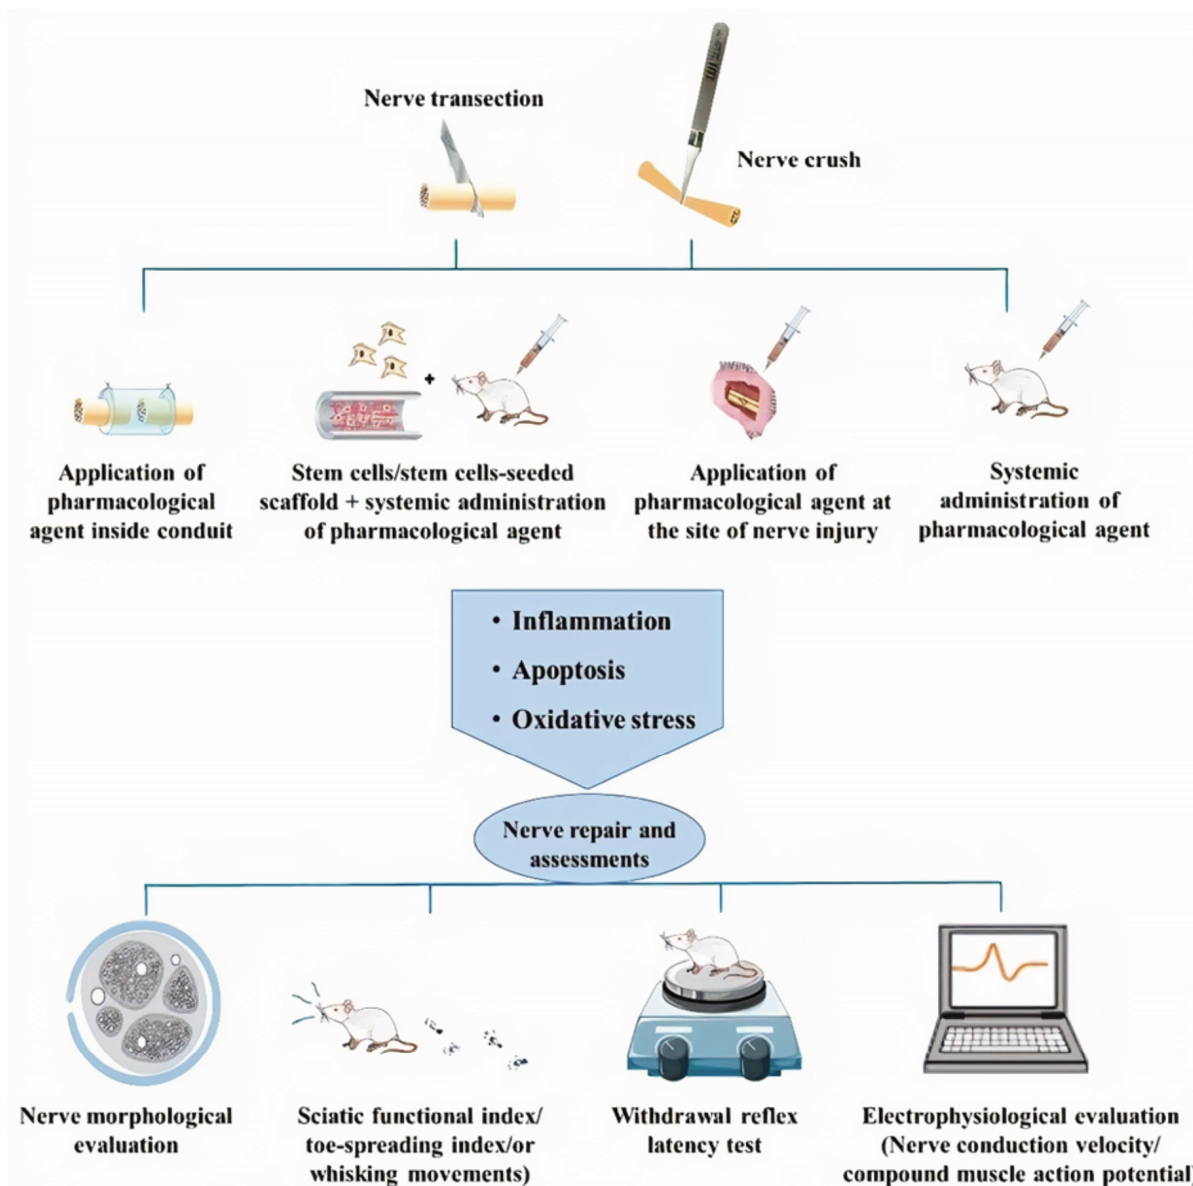 Nerve transection
Nerve crush
Application of
pharmacological
agent inside conduit
Stem cells/stem cells-seeded
scaffold + systemic administration
of pharmacological agent
Application of
pharmacological agent at
the site of nerve injury
Systemic
administration of
pharmacological agent
+
• Inflammation
• Apoptosis
• Oxidative stress
Nerve repair and
assessments
Nerve morphological
evaluation
Sciatic functional index/
toe-spreading index/or
whisking movements)
Withdrawal reflex
latency test
Electrophysiological evaluation
(Nerve conduction velocity/
compound muscle action potential)